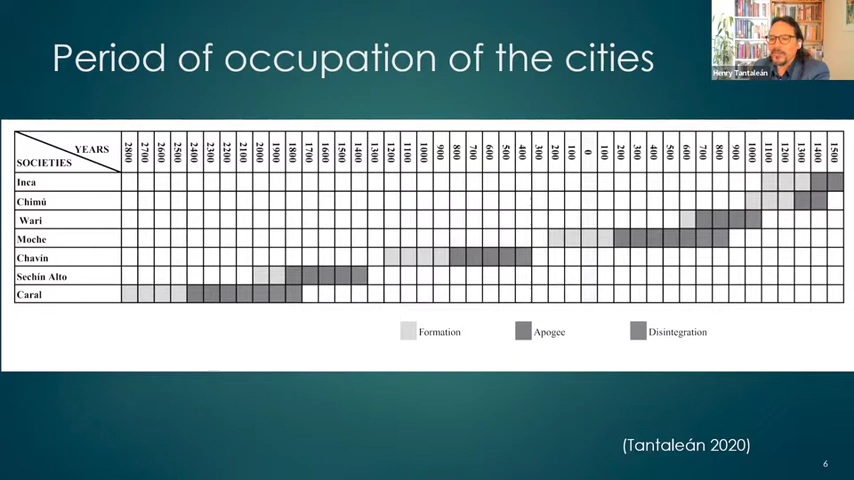 Period of occupation of the cities
Henry Tantaleán
YEARS
SOCIETIES
2800 2700 2600 2500 2400 2300 2200 2100 2000 1900 1800 1700 1600 1500 1400 1300 1200 1100 1000 900 800 700 600 500 400 300 200 100 0 100 200 300 400 500 600 700 800 900 1000 1100 1200 1300 1400 1500
Inca
Chimú
Wari
Moche
Chavín
Sechín Alto
Caral
Formation Apogee Disintegration
(Tantaleán 2020)
6